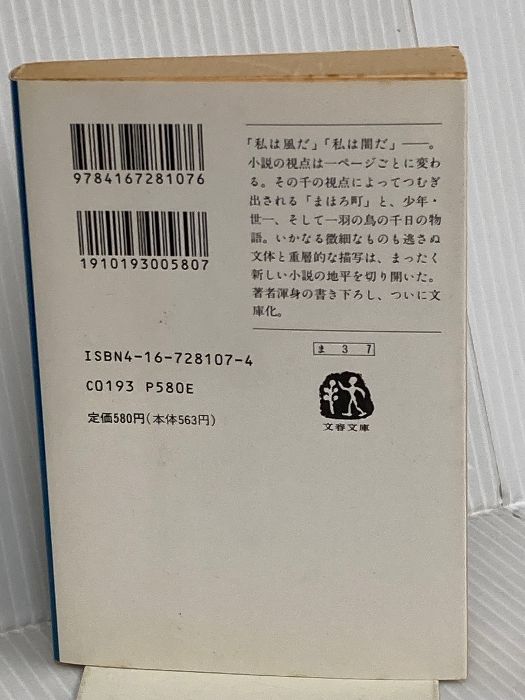 9784167281076
1910193005807
ISBN4-16-728107-4
C0193 P580E
定価580円(本体563円)
「私は風だ」「私は闇だ」──。
小説の視点は一ページごとに変わ
る。その千の視点によってつむぎ
出される「まほろ町」と、少年・
世一、そして一羽の鳥の千日の物
語。いかなる微細なものも逃さぬ
文体と重層的な描写は、まったく
新しい小説の地平を切り開いた。
著者渾身の書き下ろし、ついに文
庫化。
ま 3 7
文春文庫